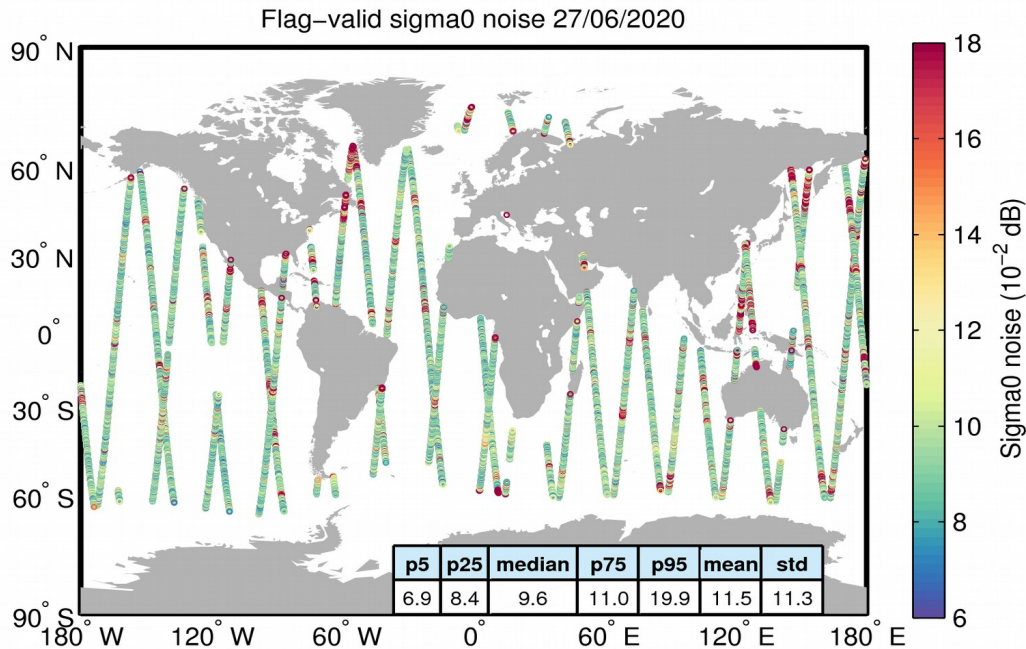 Flag−valid sigma0 noise 27/06/2020
90° N
60° N
30° N
0°
30° S
60° S
90° S
180° W
120° W
60° W
0°
60° E
120° E
180° E
p5 p25 median p75 p95 mean std
6.9 8.4 9.6 11.0 19.9 11.5 11.3
18
16
14
12
10
8
6
Sigma0 noise (10⁻² dB)